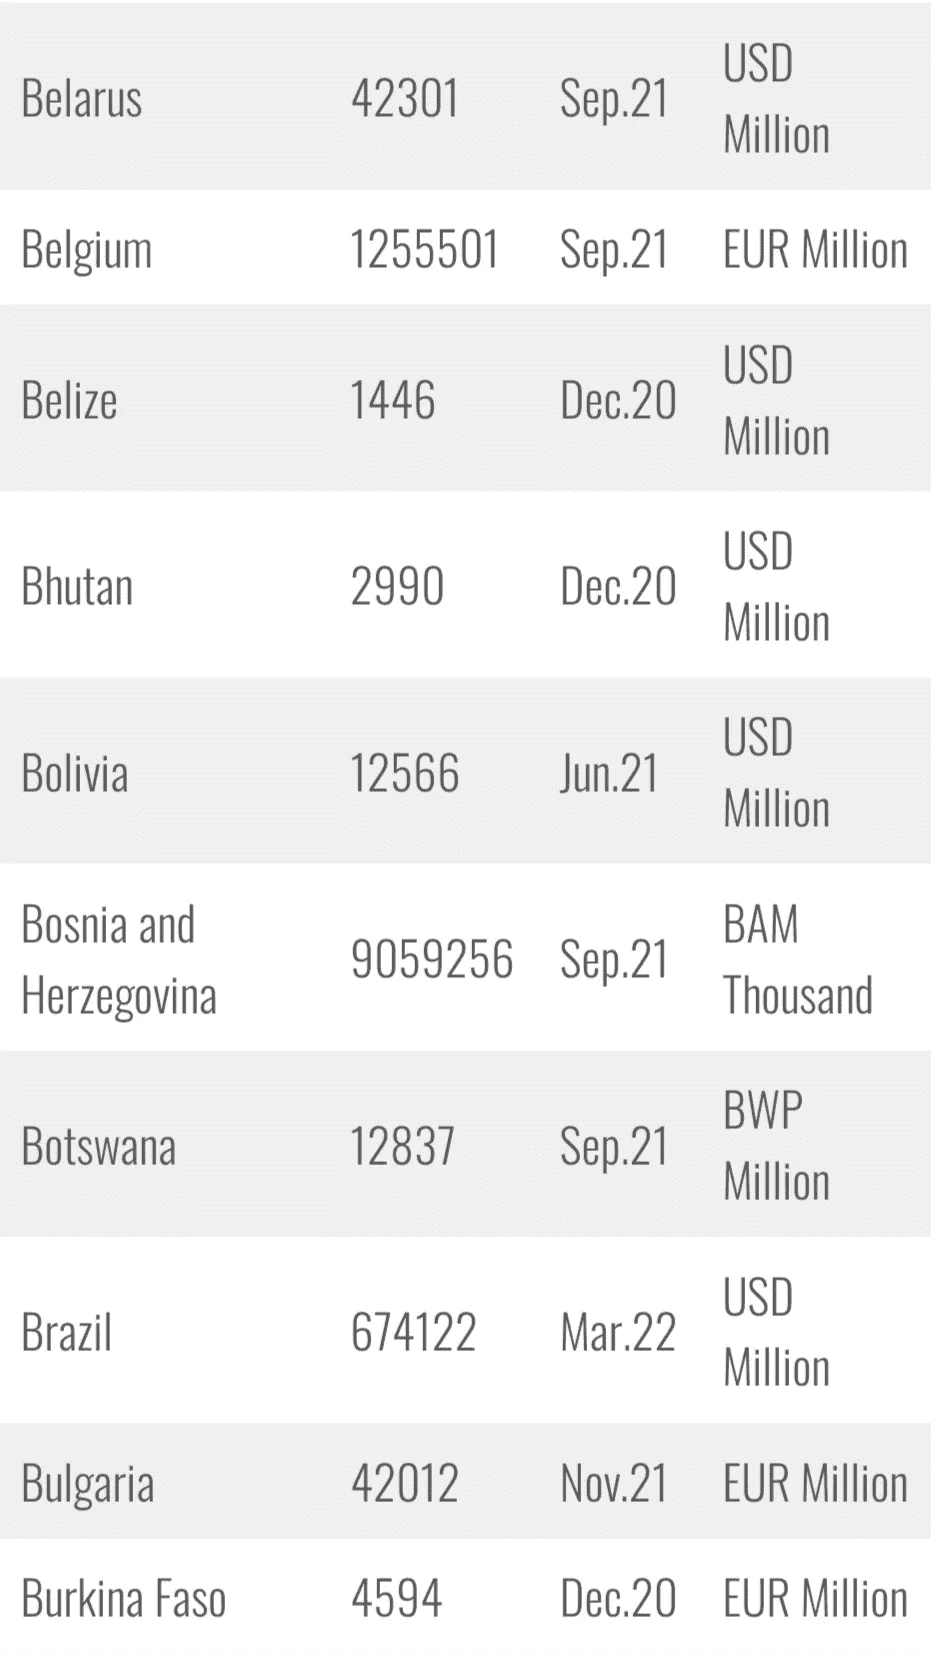 Belarus 42301 Sep.21 USD Million
Belgium 1255501 Sep.21 EUR Million
Belize 1446 Dec.20 USD Million
Bhutan 2990 Dec.20 USD Million
Bolivia 12566 Jun.21 USD Million
Bosnia and Herzegovina 9059256 Sep.21 BAM Thousand
Botswana 12837 Sep.21 BWP Million
Brazil 674122 Mar.22 USD Million
Bulgaria 42012 Nov.21 EUR Million
Burkina Faso 4594 Dec.20 EUR Million